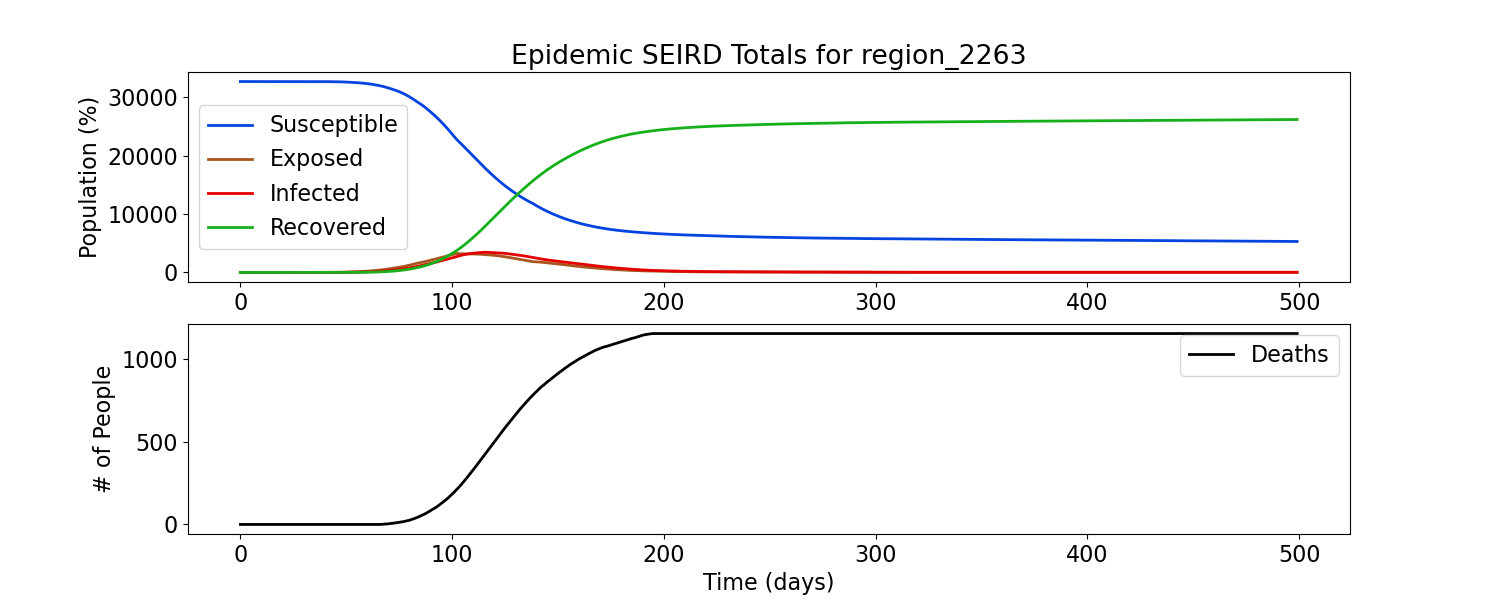 Epidemic SEIRD Totals for region_2263
Population (%)
30000
20000
10000
0
Susceptible
Exposed
Infected
Recovered
0 100 200 300 400 500
# of People
1000
500
0
Deaths
0 100 200 300 400 500
Time (days)